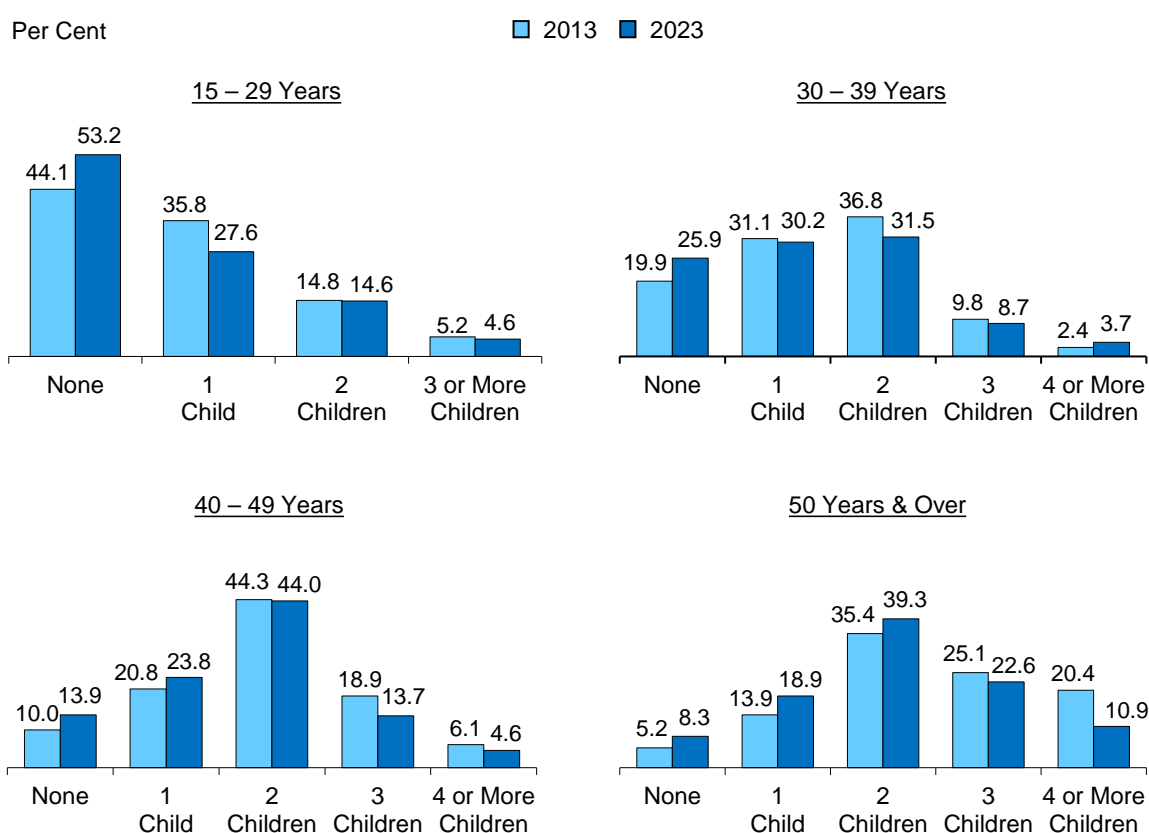 Per Cent
2013 2023
15 – 29 Years
44.1 53.2
35.8 27.6
14.8 14.6
5.2 4.6
None 1 2 3 or More
Child Children Children
30 – 39 Years
19.9 25.9
31.1 30.2
36.8 31.5
9.8 8.7
2.4 3.7
None 1 2 3 4 or More
Child Children Children Children
40 – 49 Years
10.0 13.9
20.8 23.8
44.3 44.0
18.9 13.7
6.1 4.6
None 1 2 3 4 or More
Child Children Children Children
50 Years & Over
5.2 8.3
13.9 18.9
35.4 39.3
25.1 22.6
20.4 10.9
None 1 2 3 4 or More
Child Children Children Children